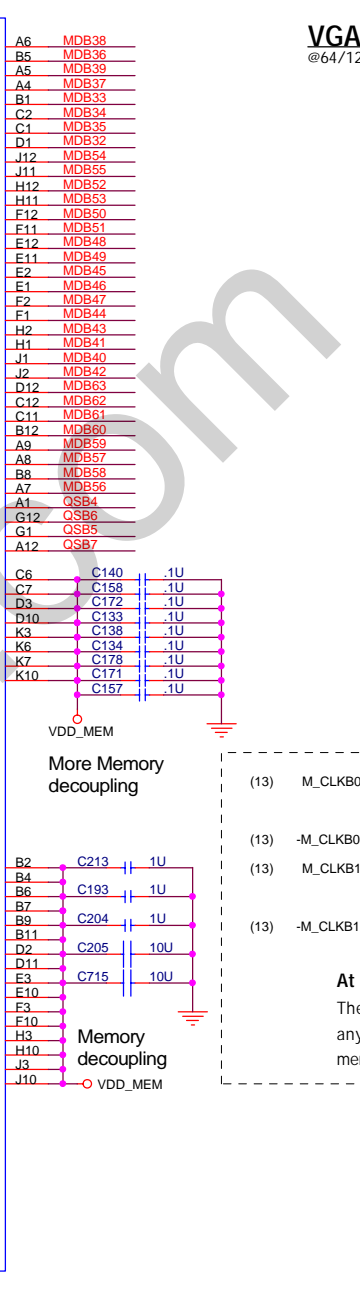 VGA
@64/12
A6 MDB38
B5 MDB36
A5 MDB39
A4 MDB37
B1 MDB33
C2 MDB34
C1 MDB35
D1 MDB32
J12 MDB54
J11 MDB55
H12 MDB52
H11 MDB53
F12 MDB50
F11 MDB51
E12 MDB48
E11 MDB49
E2 MDB45
E1 MDB46
F2 MDB47
F1 MDB44
H2 MDB43
H1 MDB41
J1 MDB40
J2 MDB42
D12 MDB63
C12 MDB62
C11 MDB61
B12 MDB60
A9 MDB59
A8 MDB57
B8 MDB58
A7 MDB56
A1 QSB4
G12 QSB6
G1 QSB5
A12 QSB7
C6 C140 .1U
C7 C158 .1U
D3 C172 .1U
D10 C133 .1U
K3 C138 .1U
K6 C134 .1U
K7 C178 .1U
K10 C171 .1U
C157 .1U
VDD_MEM
More Memory
decoupling
(13) M_CLKB0
(13) -M_CLKB0
(13) M_CLKB1
(13) -M_CLKB1
B2 C213 1U
B4
B6 C193 1U
B7
B9 C204 1U
B11
D2 C205 10U
D11
E3 C715 10U
E10
F3
F10
H3
H10
J3
J10
Memory
decoupling
VDD_MEM
At
The
any
me
com